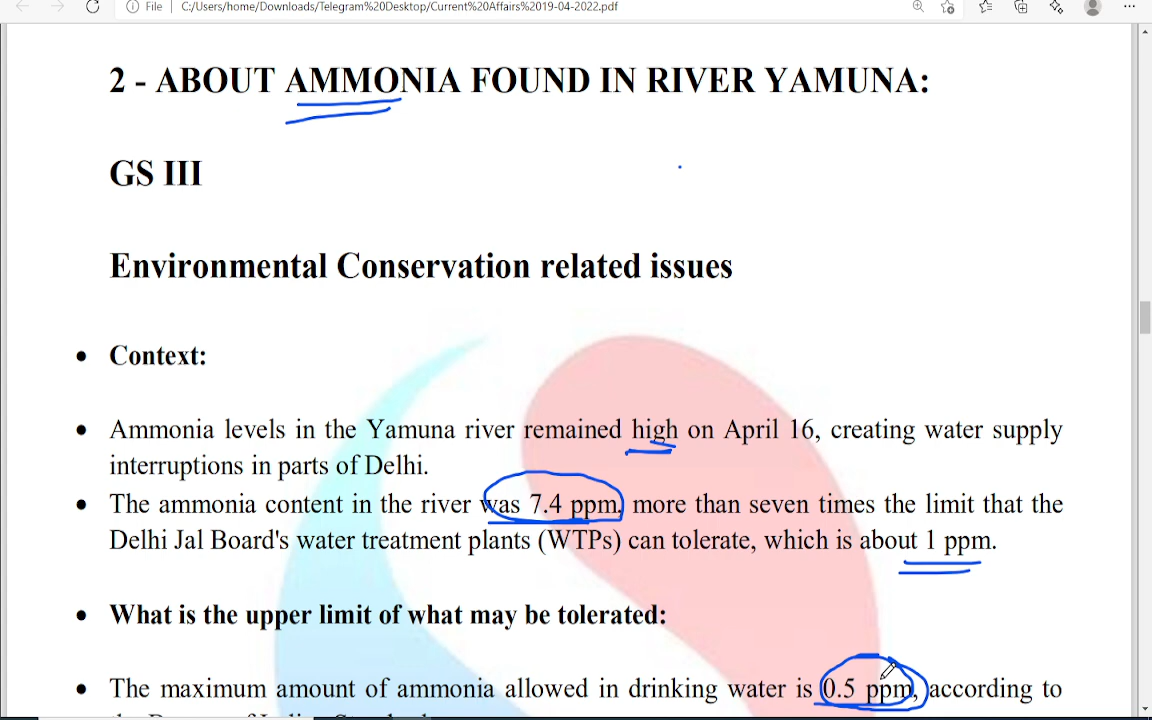 File C:/Users/home/Downloads/Telegram%20Desktop/Current%20Affairs%2019-04-2022.pdf
2 - ABOUT AMMONIA FOUND IN RIVER YAMUNA:
GS III
Environmental Conservation related issues
• Context:
• Ammonia levels in the Yamuna river remained high on April 16, creating water supply
interruptions in parts of Delhi.
• The ammonia content in the river was 7.4 ppm, more than seven times the limit that the
Delhi Jal Board's water treatment plants (WTPs) can tolerate, which is about 1 ppm.
• What is the upper limit of what may be tolerated:
• The maximum amount of ammonia allowed in drinking water is 0.5 ppm, according to